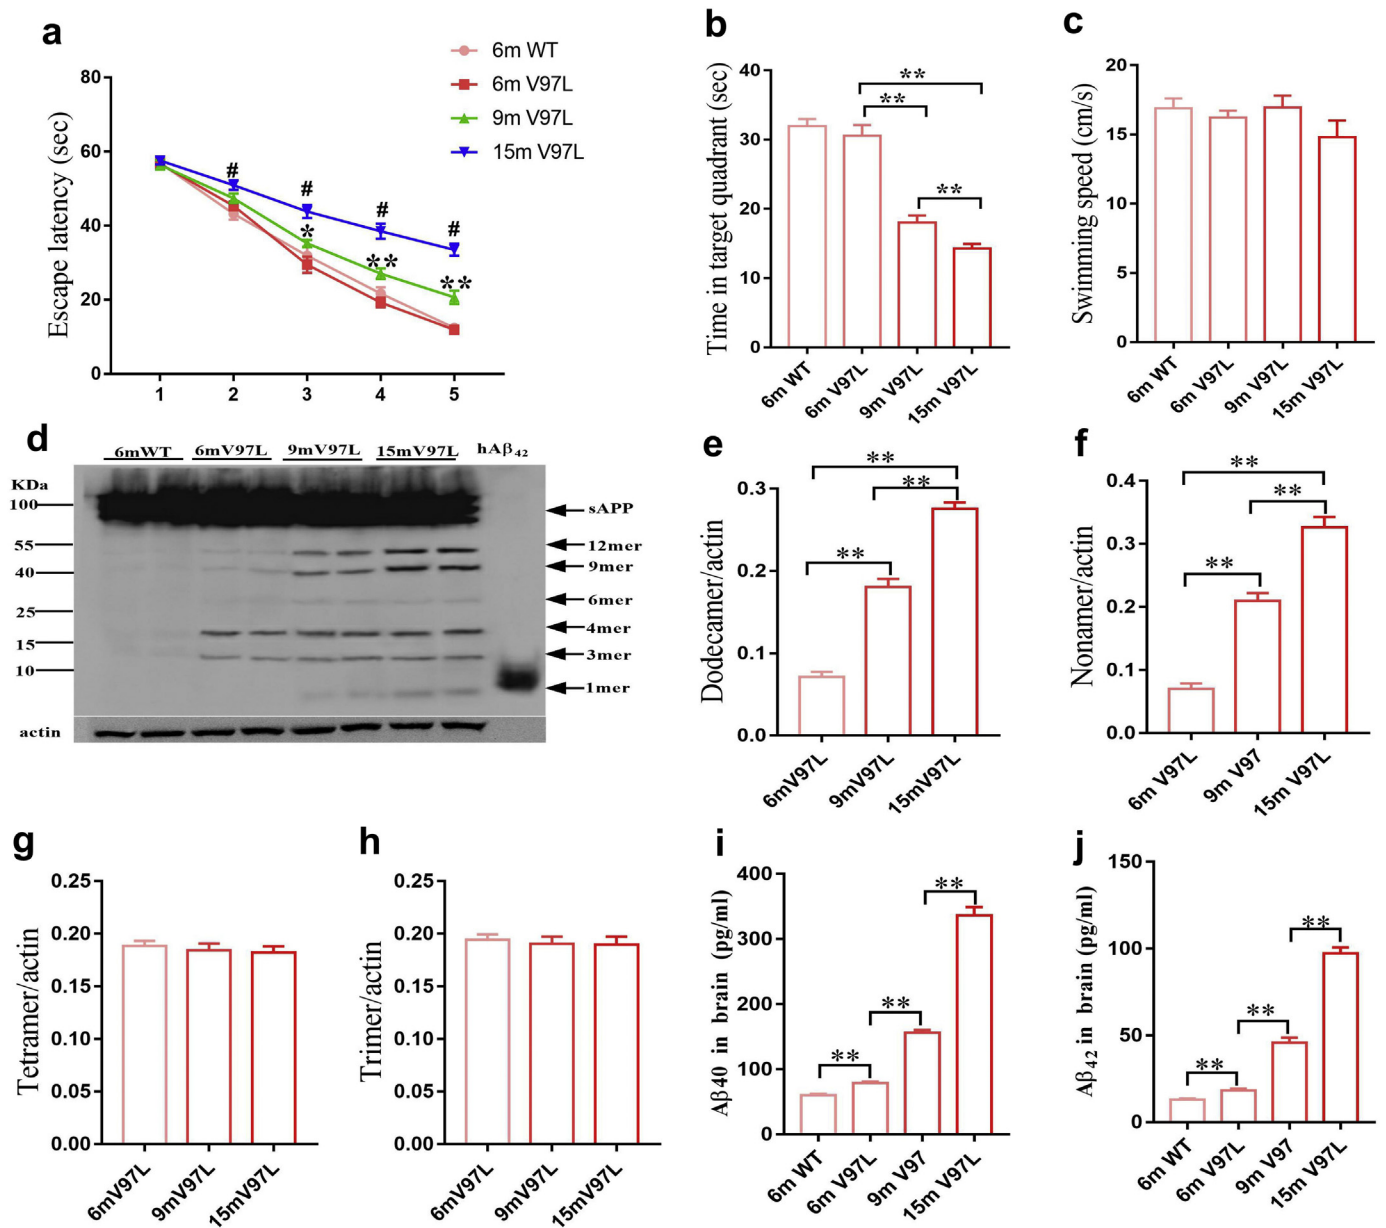 a
6m WT
6m V97L
9m V97L
15m V97L
Escape latency (sec)
80
60
40
20
0
1 2 3 4 5
# # # #
* ** **
b
Time in target quadrant (sec)
40
30
20
10
0
**
**
**
6m WT 6m V97L 9m V97L 15m V97L
c
Swimming speed (cm/s)
20
15
10
5
0
6m WT 6m V97L 9m V97L 15m V97L
d
6mWT 6mV97L 9mV97L 15mV97L hAβ42
KDa
100
55
40
25
15
10
sAPP
12mer
9mer
6mer
4mer
3mer
1mer
actin
e
Dodecamer/actin
0.3
0.2
0.1
0.0
**
**
**
6mV97L 9mV97L 15mV97L
f
Nonamer/actin
0.4
0.3
0.2
0.1
0.0
**
**
**
6m V97L 9m V97 15m V97L
g
Tetramer/actin
0.25
0.20
0.15
0.10
0.05
0.00
6mV97L 9mV97L 15mV97L
h
Trimer/actin
0.25
0.20
0.15
0.10
0.05
0.00
6mV97L 9mV97L 15mV97L
i
Aβ40 in brain (pg/ml)
400
300
200
100
0
**
**
**
6m WT 6m V97L 9m V97 15m V97L
j
Aβ42 in brain (pg/ml)
150
100
50
0
**
**
**
6m WT 6m V97L 9m V97 15m V97L